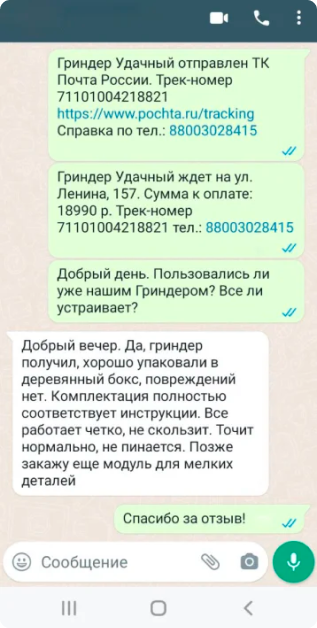 Гриндер Удачный отправлен ТК
Почта России. Трек-номер
71101004218821
https://www.pochta.ru/tracking
Справка по тел.: 88003028415
Гриндер Удачный ждет на ул.
Ленина, 157. Сумма к оплате:
18990 р. Трек-номер
71101004218821 тел.: 88003028415
Добрый день. Пользовались ли
уже нашим Гриндером? Все ли
устраивает?
Добрый вечер. Да, гриндер
получил, хорошо упаковали в
деревянный бокс, повреждений
нет. Комплектация полностью
соответствует инструкции. Все
работает четко, не скользит. Точит
нормально, не пинается. Позже
закажу еще модуль для мелких
деталей
Спасибо за отзыв!
Сообщение